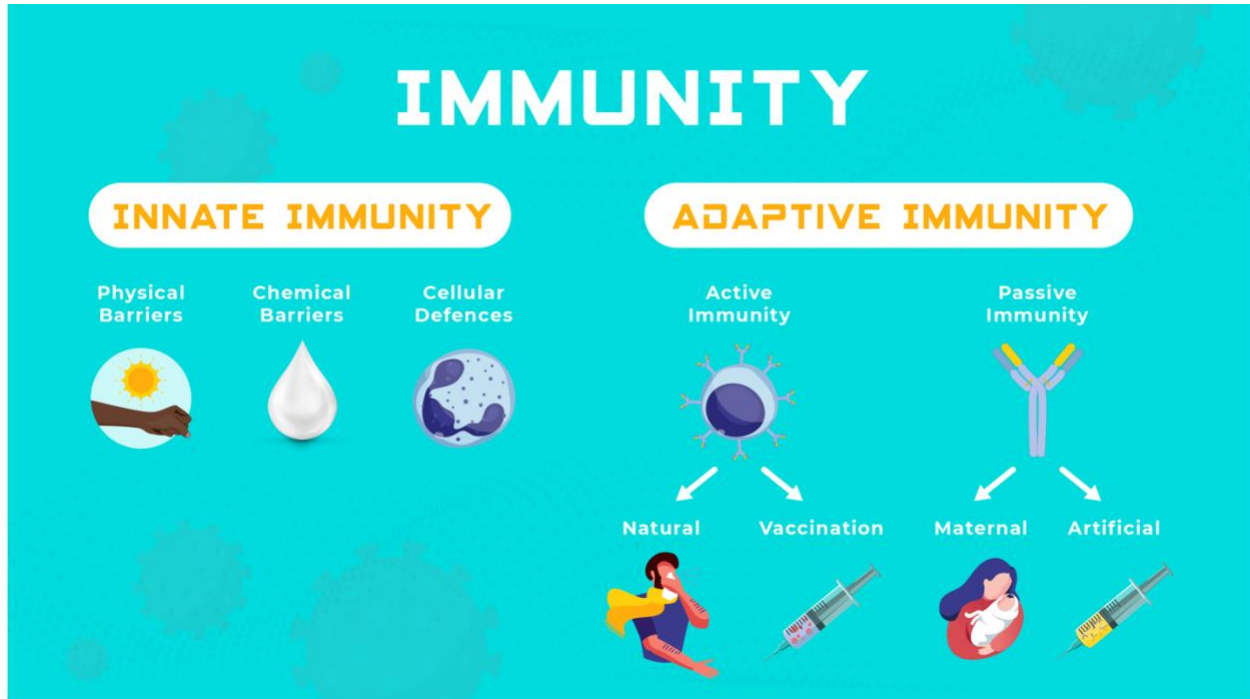 IMMUNITY
INNATE IMMUNITY
Physical
Barriers
Chemical
Barriers
Cellular
Defences
ADAPTIVE IMMUNITY
Active
Immunity
Passive
Immunity
Natural
Vaccination
Maternal
Artificial